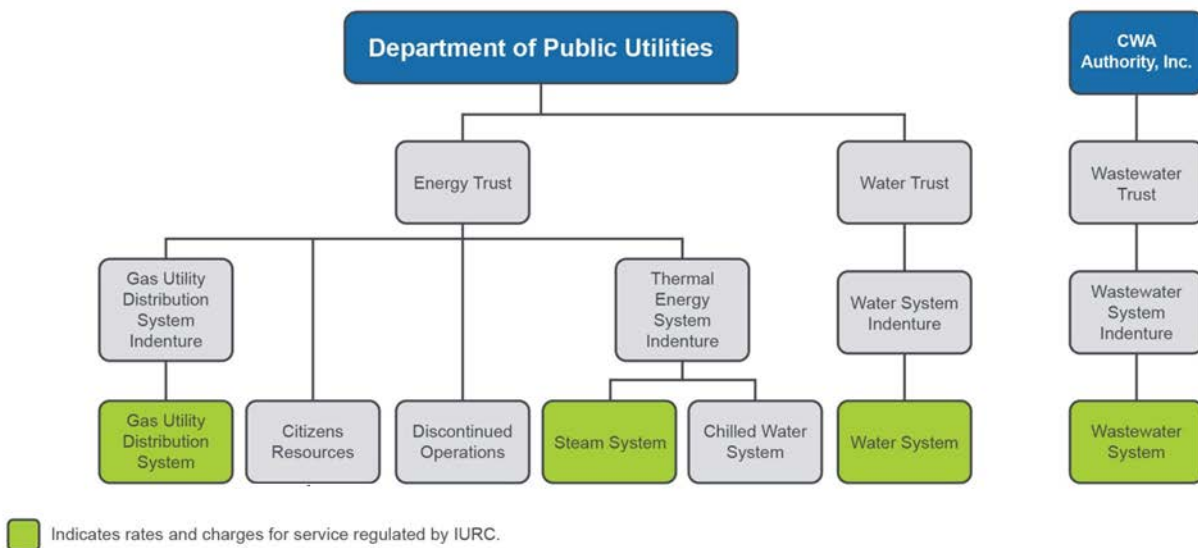 Department of Public Utilities
CWA
Authority, Inc.
Energy Trust
Water Trust
Wastewater
Trust
Gas Utility
Distribution
System
Indenture
Thermal
Energy
System
Indenture
Water System
Indenture
Wastewater
System
Indenture
Gas Utility
Distribution
System
Citizens
Resources
Discontinued
Operations
Steam System
Chilled Water
System
Water System
Wastewater
System
Indicates rates and charges for service regulated by IURC.